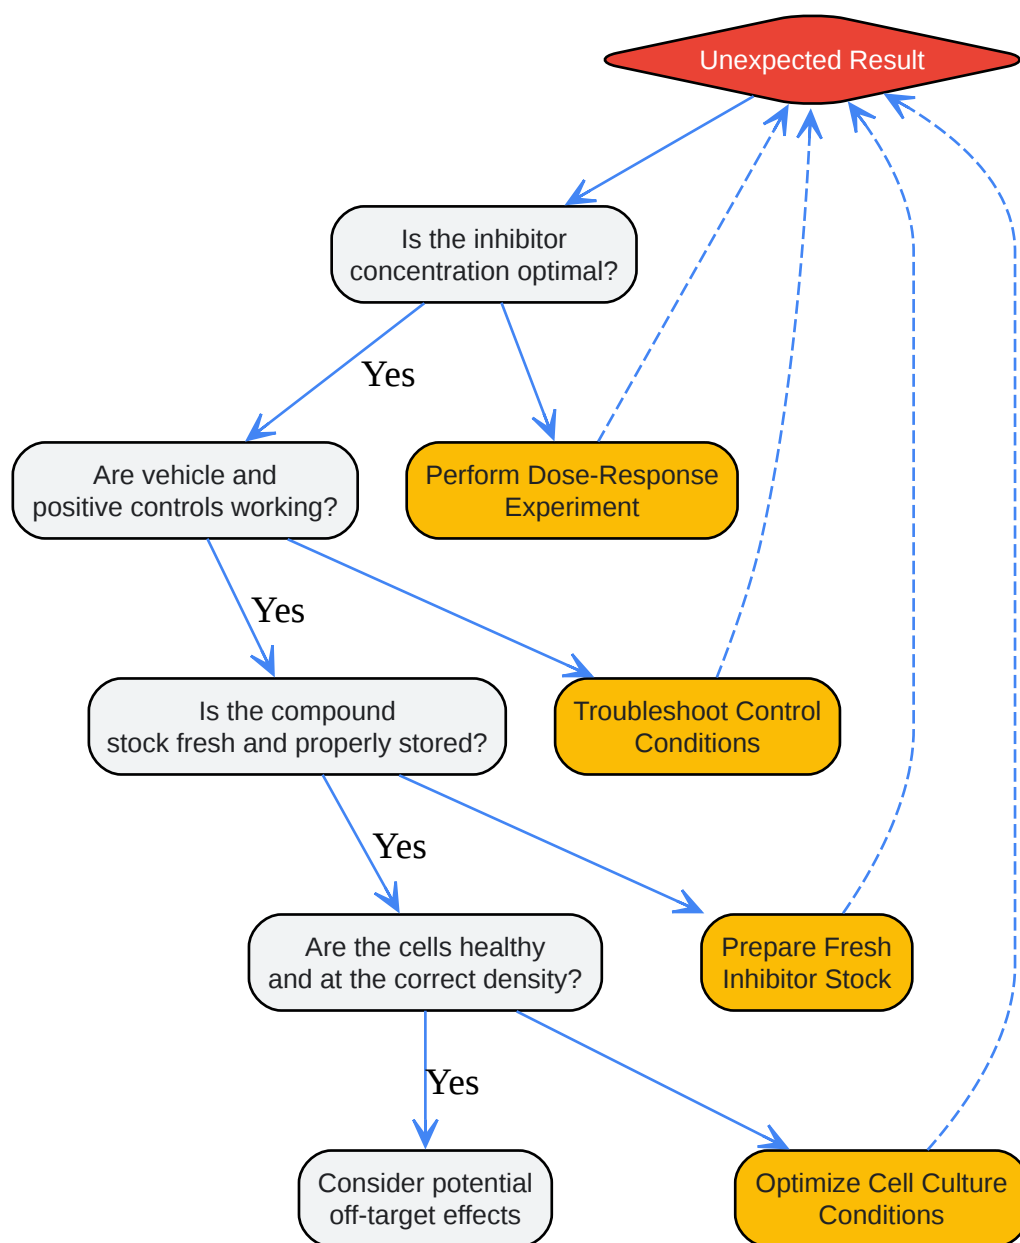 Unexpected Result
Is the inhibitor
concentration optimal?
Yes
Are vehicle and
positive controls working?
Perform Dose-Response
Experiment
Yes
Is the compound
stock fresh and properly stored?
Troubleshoot Control
Conditions
Yes
Are the cells healthy
and at the correct density?
Prepare Fresh
Inhibitor Stock
Yes
Consider potential
off-target effects
Optimize Cell Culture
Conditions